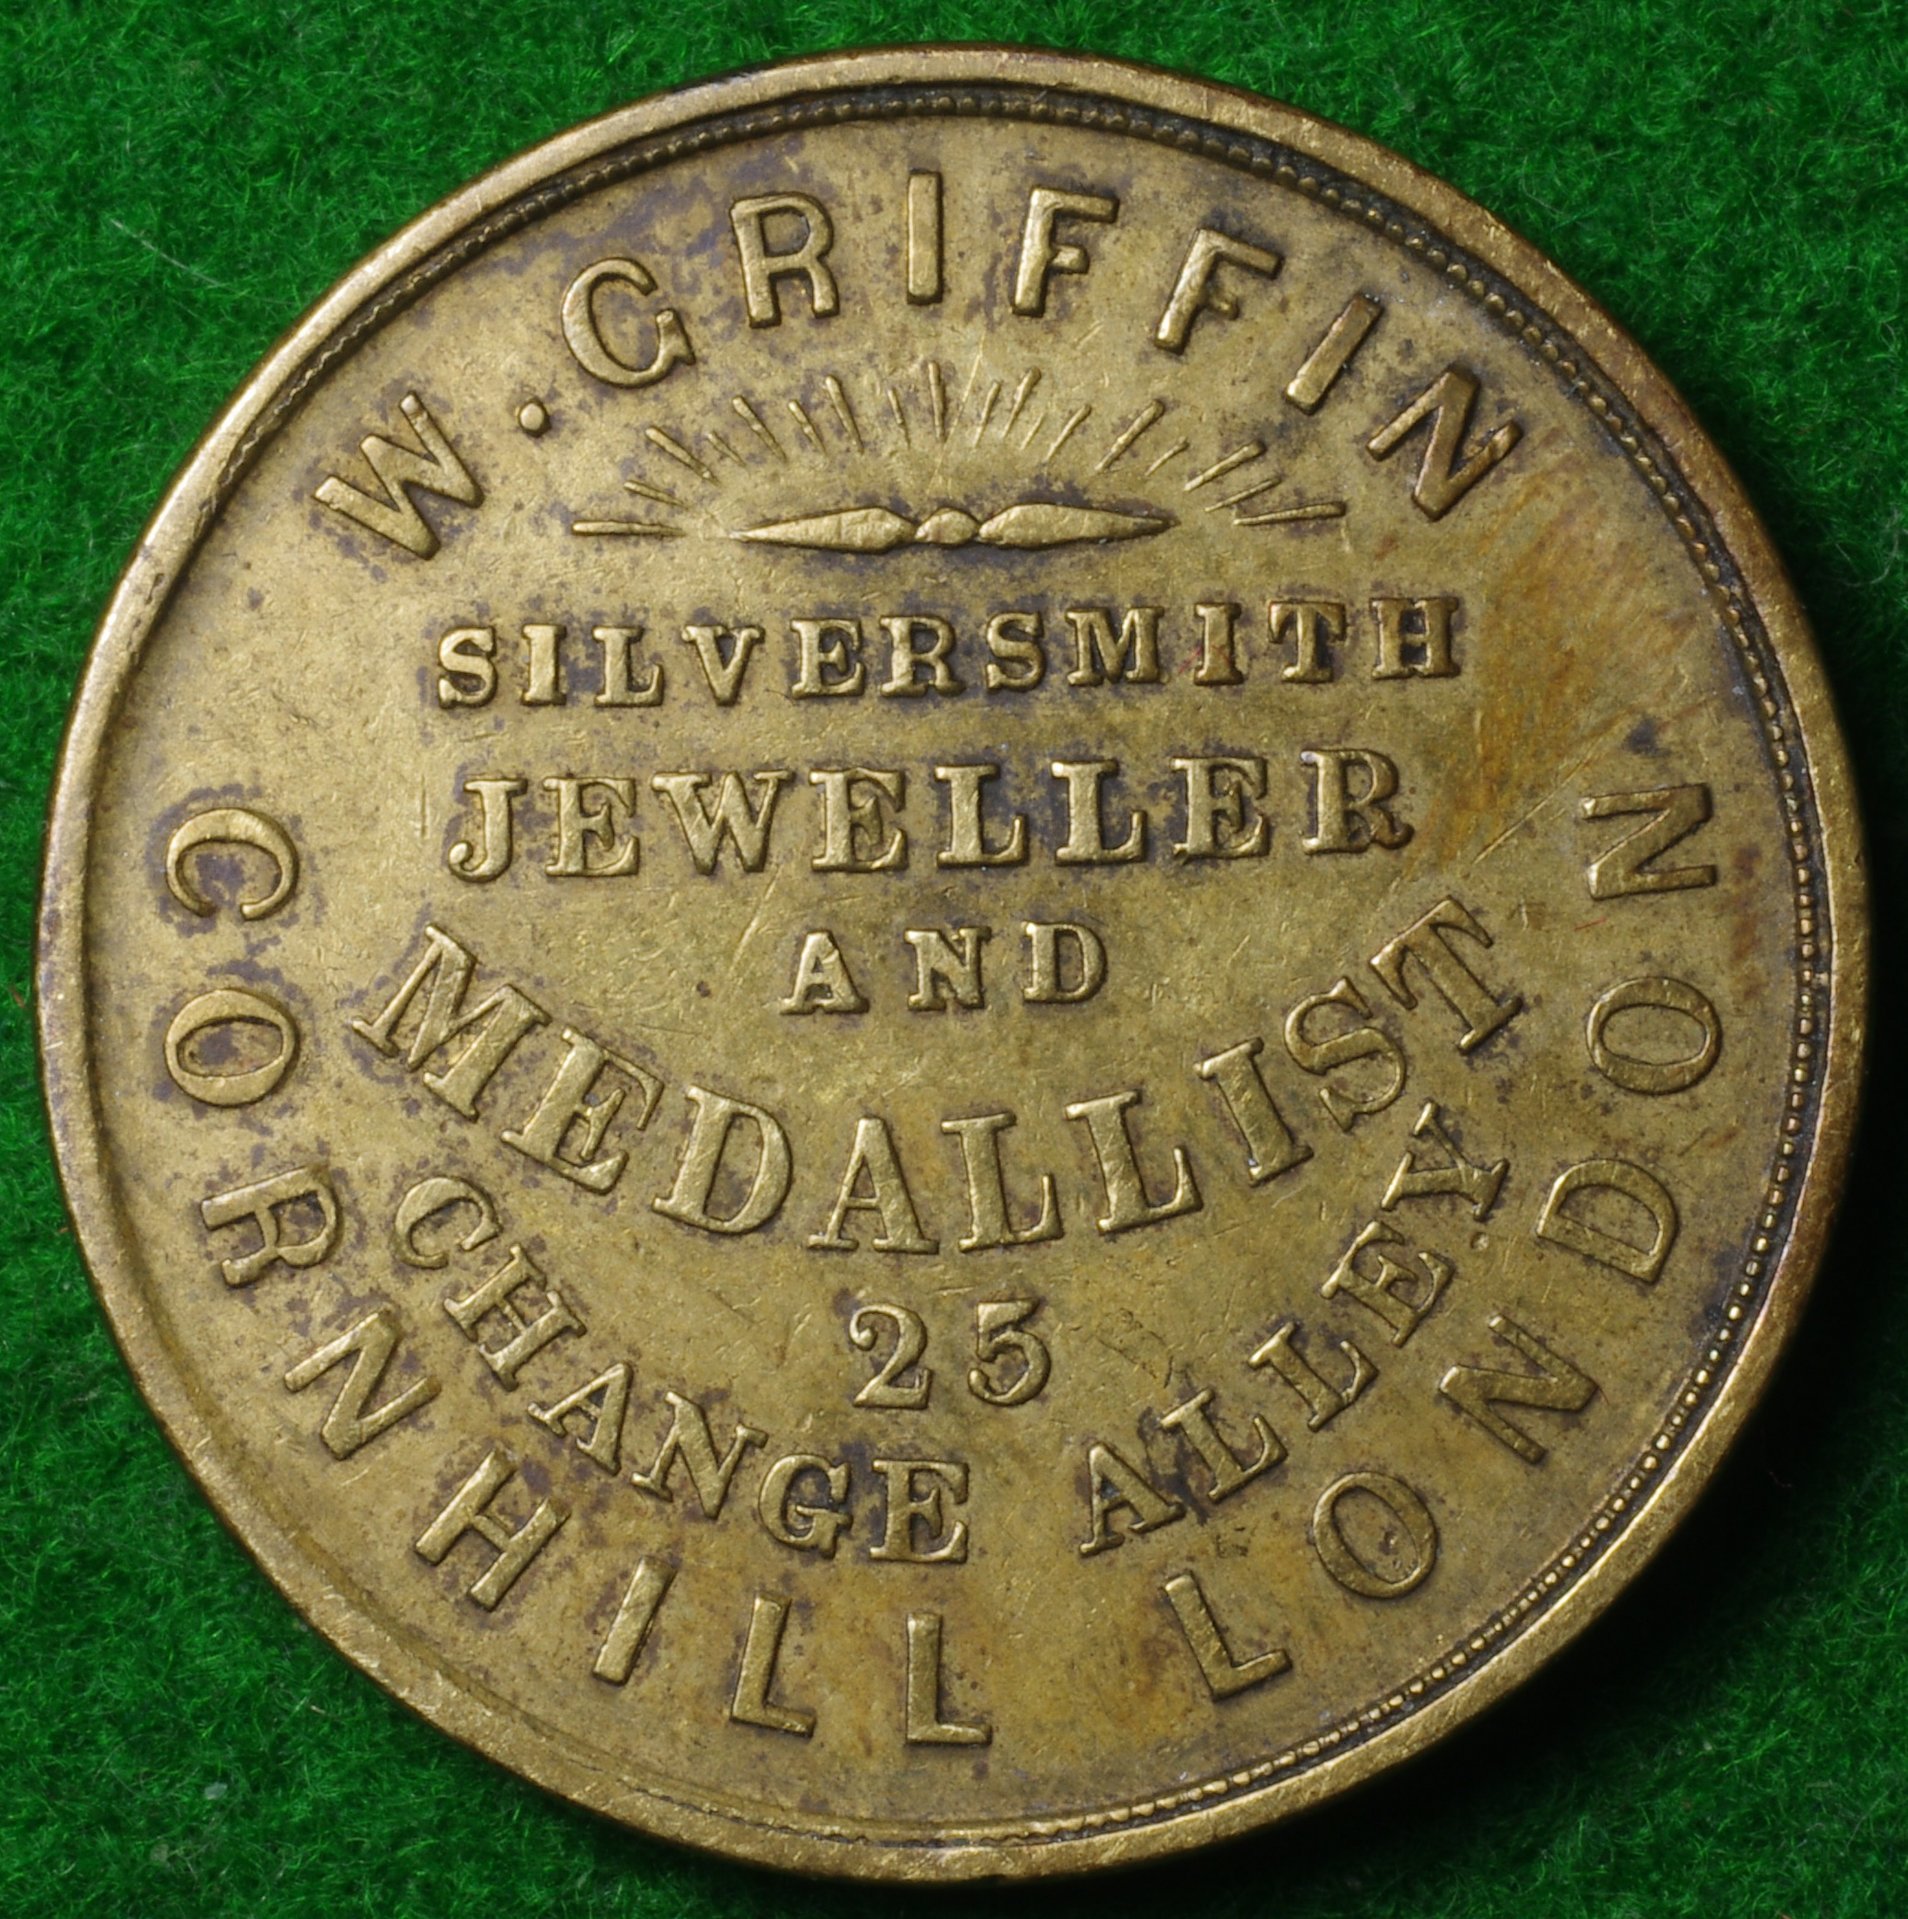 W. GRIFFIN
SILVERSMITH
JEWELLER
AND
MEDALLIST
25
CHANGE ALLEY
CORNHILL LONDON